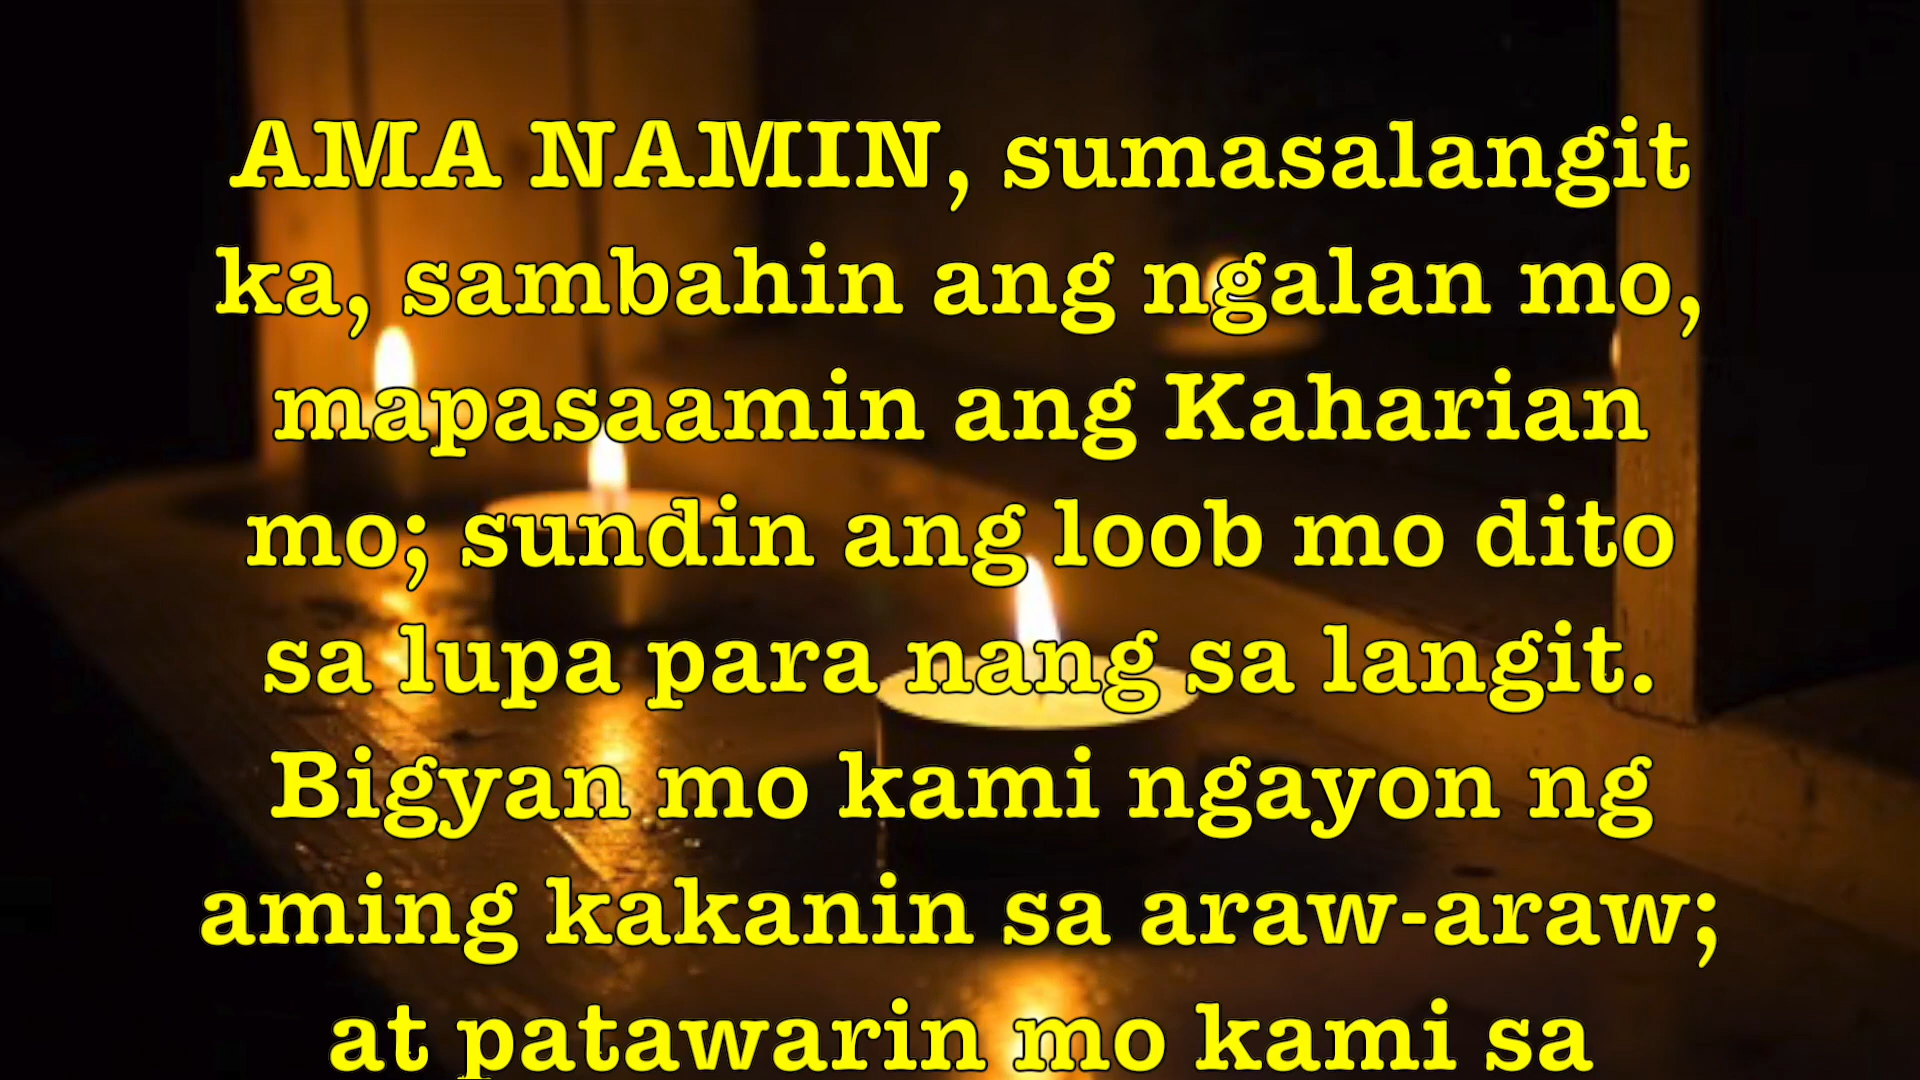 AMA NAMIN, sumasalangit
ka, sambahin ang ngalan mo,
mapasaamin ang Kaharian
mo; sundin ang loob mo dito
sa lupa para nang sa langit.
Bigyan mo kami ngayon ng
aming kakanin sa araw-araw;
at patawarin mo kami sa